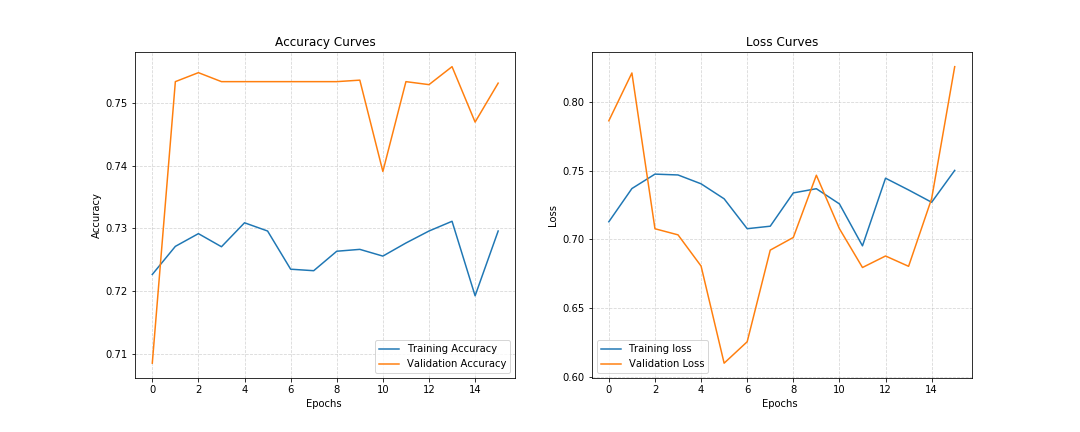 Accuracy Curves
Accuracy
0.75
0.74
0.73
0.72
0.71
0 2 4 6 8 10 12 14
Epochs
Training Accuracy
Validation Accuracy
Loss Curves
Loss
0.80
0.75
0.70
0.65
0.60
0 2 4 6 8 10 12 14
Epochs
Training loss
Validation Loss